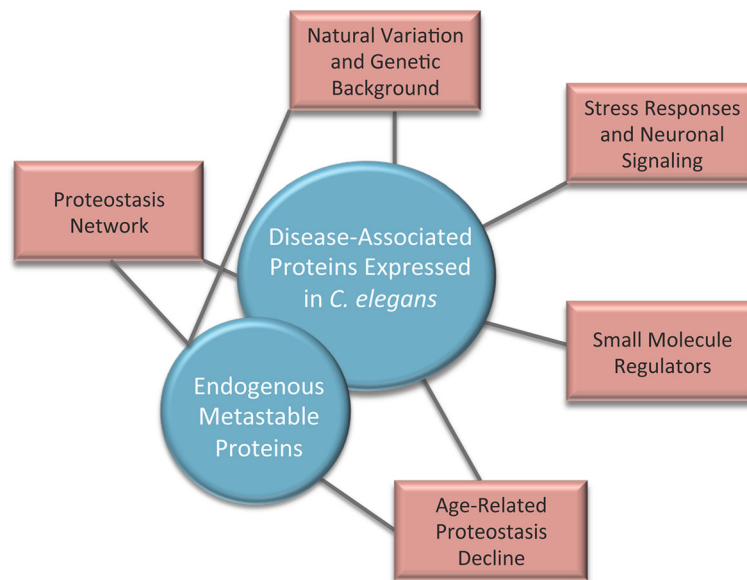 Natural Variation
and Genetic
Background
Stress Responses
and Neuronal
Signaling
Proteostasis
Network
Disease-Associated
Proteins Expressed
in C. elegans
Small Molecule
Regulators
Endogenous
Metastable
Proteins
Age-Related
Proteostasis
Decline